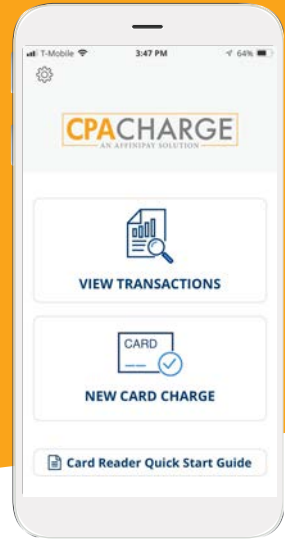 T-Mobile 3:47 PM 64%
CPACHARGE
AN AFFINIPAY SOLUTION
VIEW TRANSACTIONS
CARD
NEW CARD CHARGE
Card Reader Quick Start Guide